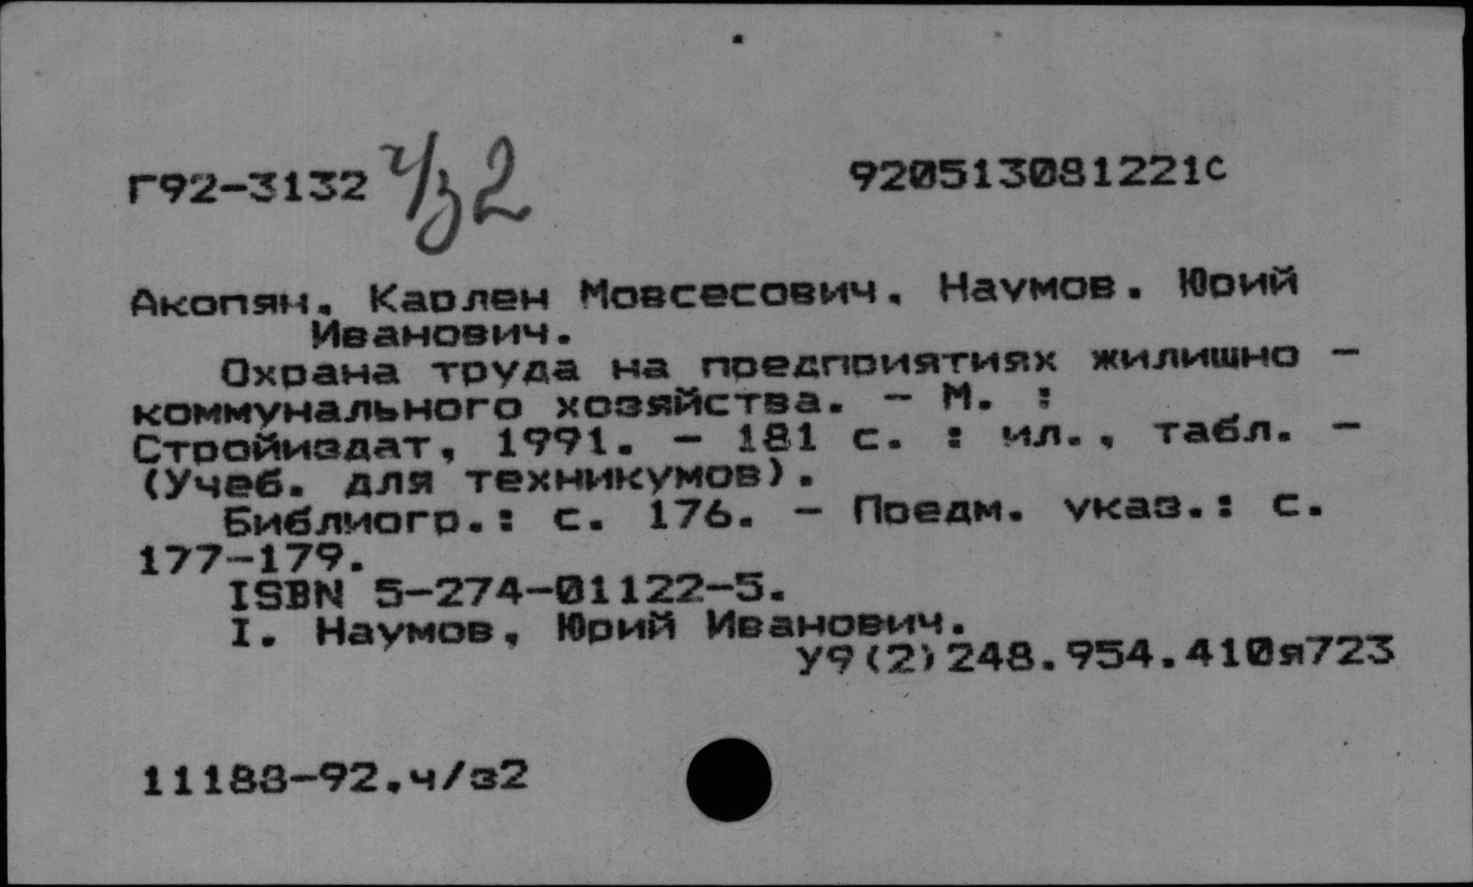 Г92-3132 ч/з2 920513081221с
Акопян, Карлен Мовсесович, Наумов, Юрий
Иванович.
Охрана труда на предприятиях жилищно -
коммунального хозяйства. - М. :
Стройиздат, 1991. - 181 с. : ил., табл. -
(Учеб. для техникумов).
Библиогр.: с. 176. - Предм. указ.: с.
177-179.
ISBN 5-274-01122-5.
I. Наумов, Юрий Иванович.
У9(2)248.954.410я723
11188-92.ч/з2